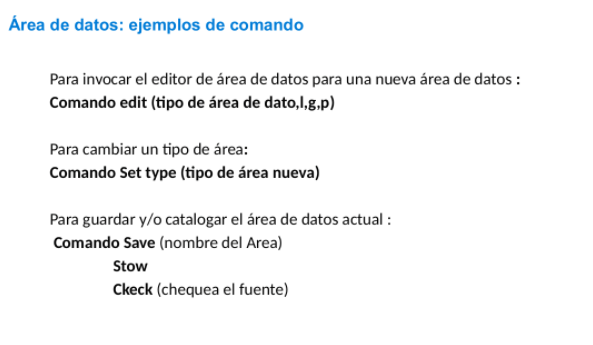 Área de datos: ejemplos de comando
Para invocar el editor de área de datos para una nueva área de datos :
Comando edit (tipo de área de dato,l,g,p)
Para cambiar un tipo de área:
Comando Set type (tipo de área nueva)
Para guardar y/o catalogar el área de datos actual :
Comando Save (nombre del Area)
Stow
Ckeck (chequea el fuente)